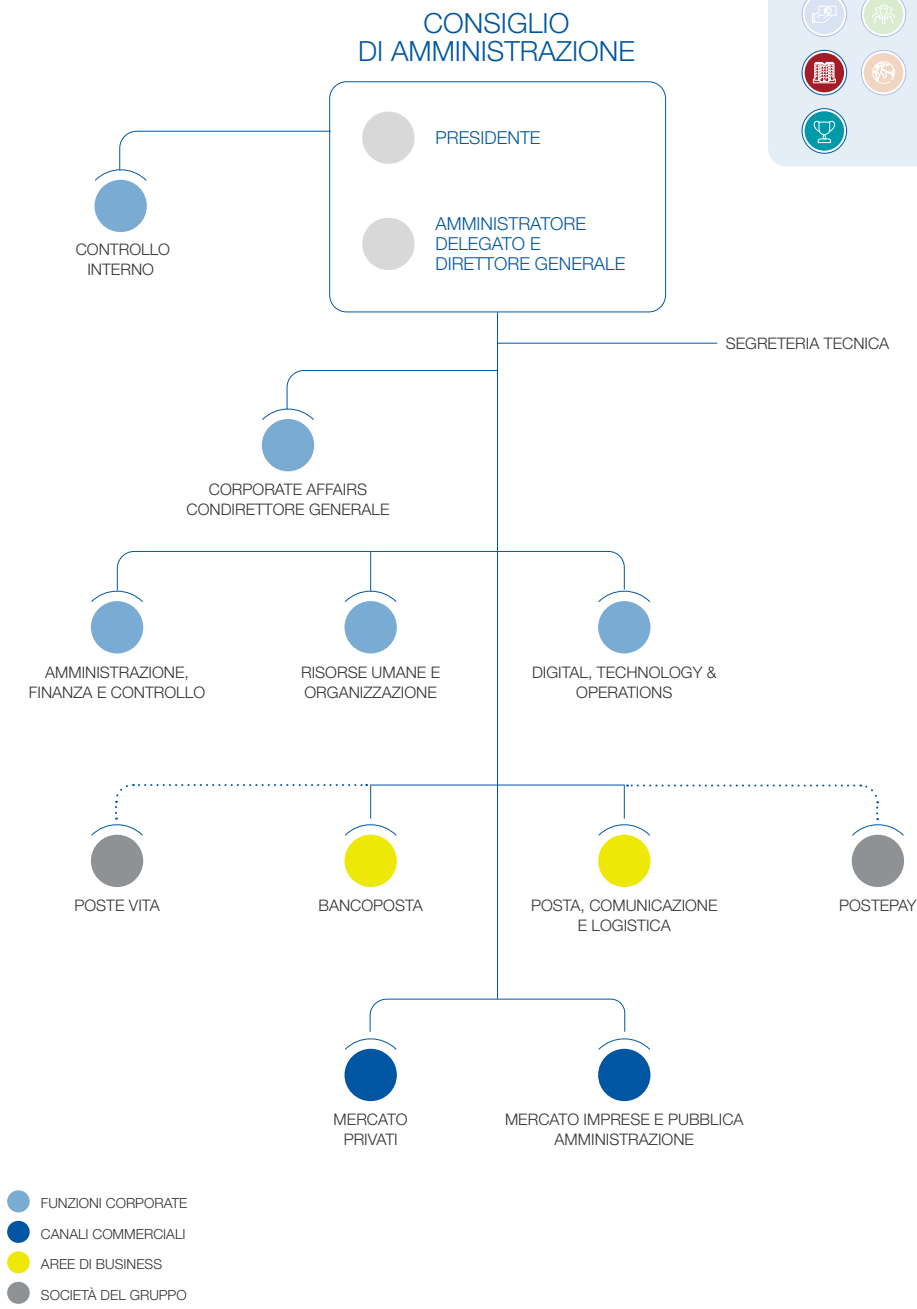 CONSIGLIO
DI AMMINISTRAZIONE
PRESIDENTE
AMMINISTRATORE
DELEGATO E
DIRETTORE GENERALE
CONTROLLO
INTERNO
SEGRETERIA TECNICA
CORPORATE AFFAIRS
CONDIRETTORE GENERALE
AMMINISTRAZIONE,
FINANZA E CONTROLLO
RISORSE UMANE E
ORGANIZZAZIONE
DIGITAL, TECHNOLOGY &
OPERATIONS
POSTE VITA
BANCOPOSTA
POSTA, COMUNICAZIONE
E LOGISTICA
POSTEPAY
MERCATO
PRIVATI
MERCATO IMPRESE E PUBBLICA
AMMINISTRAZIONE
FUNZIONI CORPORATE
CANALI COMMERCIALI
AREE DI BUSINESS
SOCIETÀ DEL GRUPPO